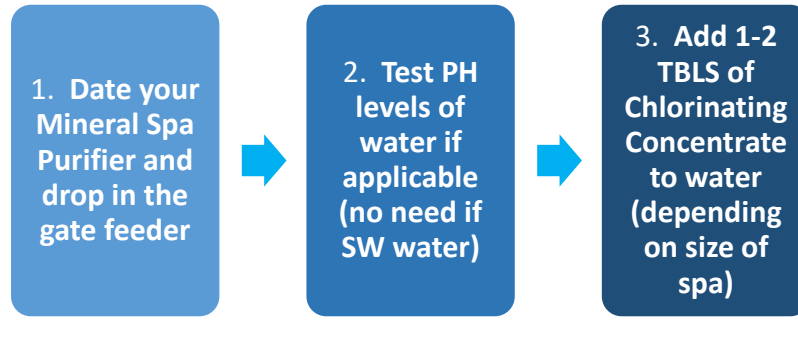 1. Date your
Mineral Spa
Purifier and
drop in the
gate feeder
2. Test PH
levels of
water if
applicable
(no need if
SW water)
3. Add 1-2
TBLS of
Chlorinating
Concentrate
to water
(depending
on size of
spa)